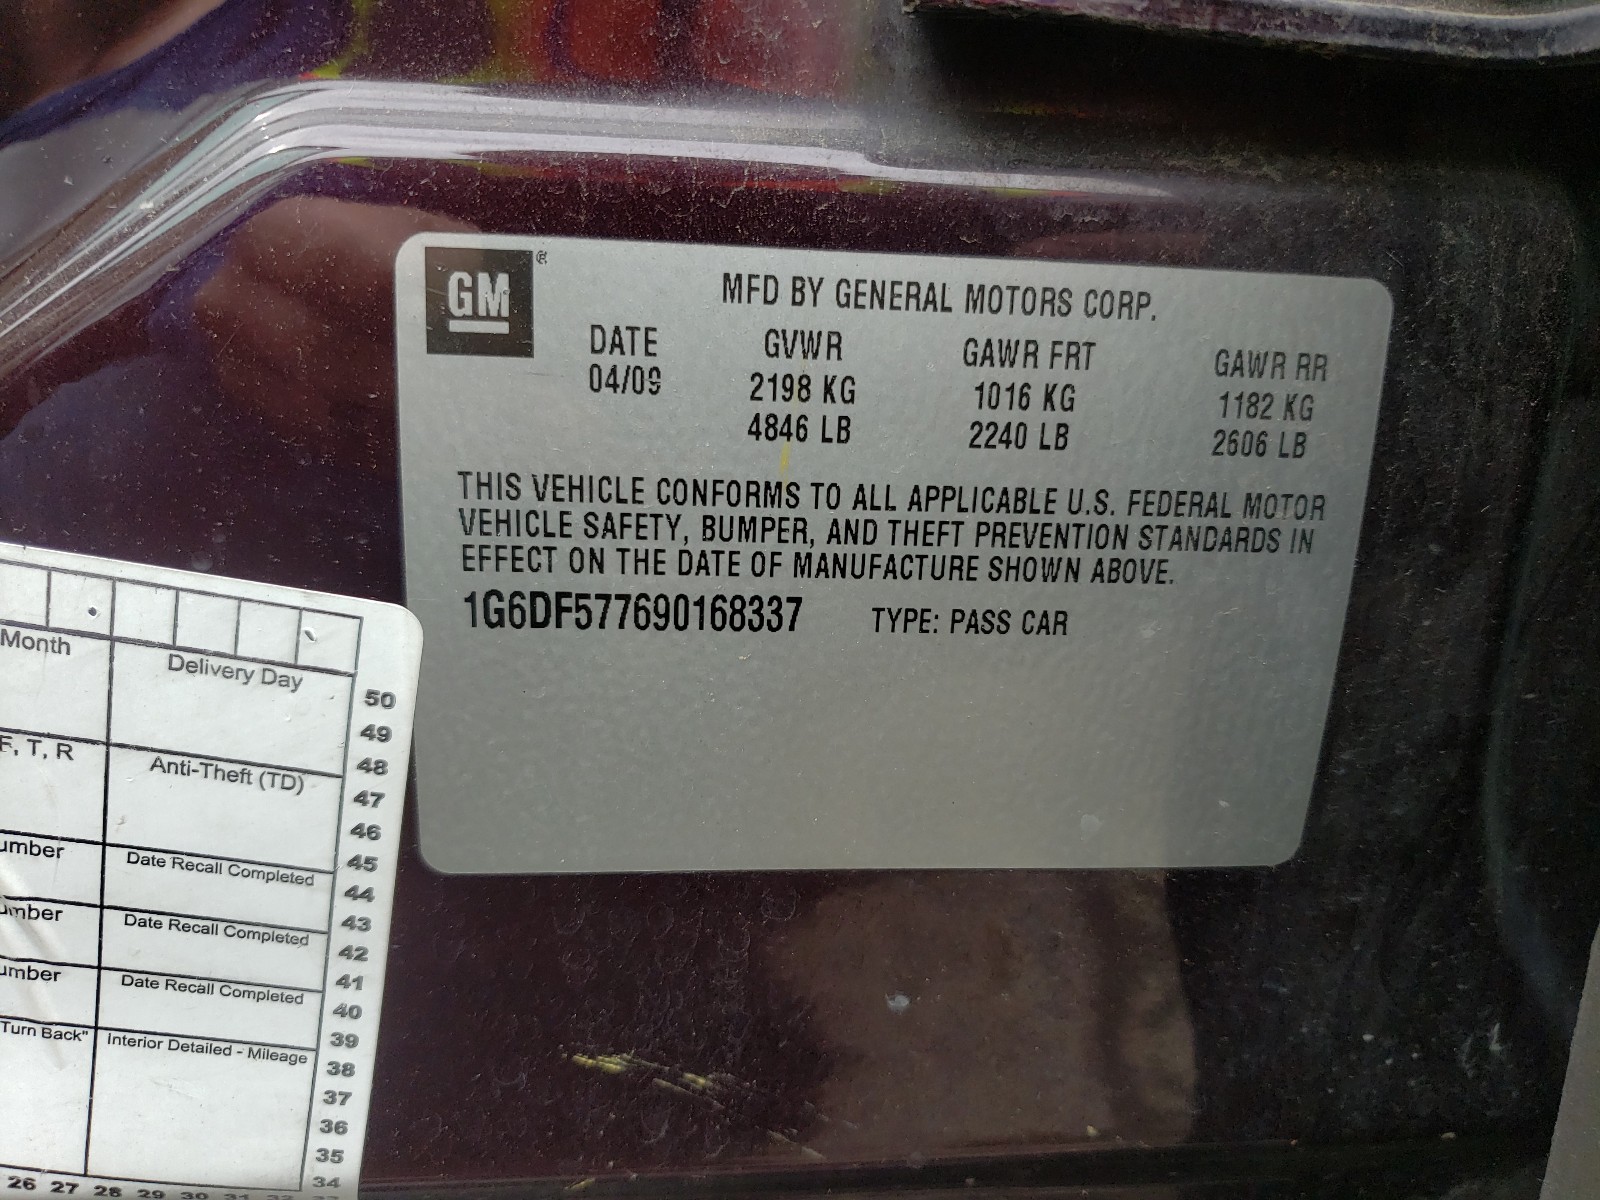 GM ®
MFD BY GENERAL MOTORS CORP.
DATE GVWR GAWR FRT GAWR RR
04/09 2198 KG 1016 KG 1182 KG
4846 LB 2240 LB 2606 LB
THIS VEHICLE CONFORMS TO ALL APPLICABLE U.S. FEDERAL MOTOR
VEHICLE SAFETY, BUMPER, AND THEFT PREVENTION STANDARDS IN
EFFECT ON THE DATE OF MANUFACTURE SHOWN ABOVE.
1G6DF577690168337 TYPE: PASS CAR
Month Delivery Day
F, T, R Anti-Theft (TD)
umber Date Recall Completed
umber Date Recall Completed
umber Date Recall Completed
Turn Back" Interior Detailed - Mileage
50
49
48
47
46
45
44
43
42
41
40
39
38
37
36
35
34
26 27 28 29 30 31 32